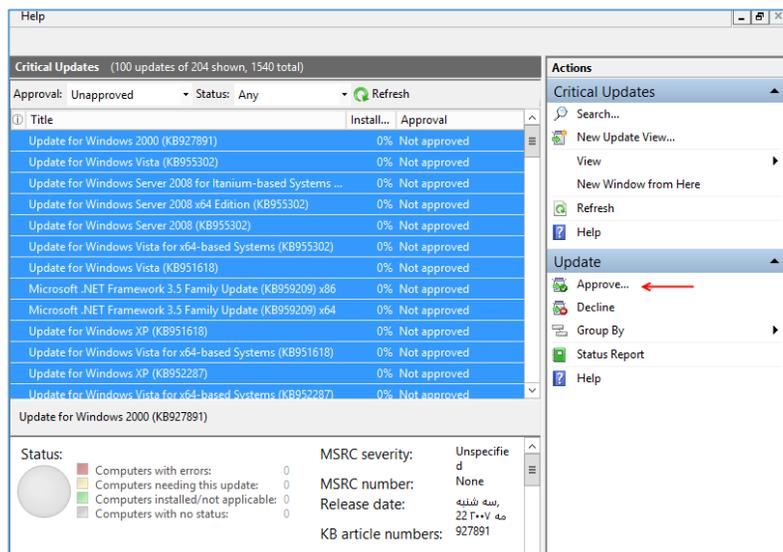 Help
Critical Updates (100 updates of 204 shown, 1540 total)
Approval: Unapproved Status: Any Refresh
Title Install... Approval
Update for Windows 2000 (KB927891) 0% Not approved
Update for Windows Vista (KB955302) 0% Not approved
Update for Windows Server 2008 for Itanium-based Systems ... 0% Not approved
Update for Windows Server 2008 x64 Edition (KB955302) 0% Not approved
Update for Windows Server 2008 (KB955302) 0% Not approved
Update for Windows Vista for x64-based Systems (KB955302) 0% Not approved
Update for Windows Vista (KB951618) 0% Not approved
Microsoft .NET Framework 3.5 Family Update (KB959209) x86 0% Not approved
Microsoft .NET Framework 3.5 Family Update (KB959209) x64 0% Not approved
Update for Windows XP (KB951618) 0% Not approved
Update for Windows Vista for x64-based Systems (KB951618) 0% Not approved
Update for Windows XP (KB952287) 0% Not approved
Update for Windows Vista for x64-based Systems (KB952287) 0% Not approved
Update for Windows 2000 (KB927891)
Status:
Computers with errors: 0
Computers needing this update: 0
Computers installed/not applicable: 0
Computers with no status: 0
MSRC severity: Unspecifie
d
MSRC number: None
Release date: سه شنبه,
22 مه ۲۰۰۷
KB article numbers: 927891
Actions
Critical Updates
Search...
New Update View...
View
New Window from Here
Refresh
Help
Update
Approve...
Decline
Group By
Status Report
Help